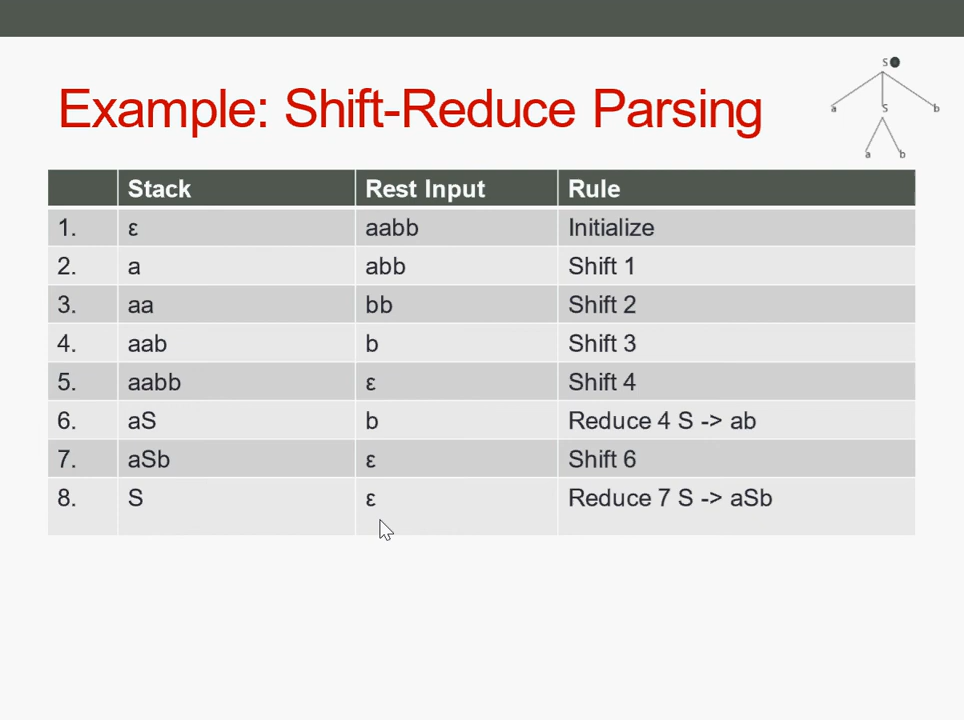 Example: Shift-Reduce Parsing
S
a S b
a b
Stack Rest Input Rule
1. ε aabb Initialize
2. a abb Shift 1
3. aa bb Shift 2
4. aab b Shift 3
5. aabb ε Shift 4
6. aS b Reduce 4 S -> ab
7. aSb ε Shift 6
8. S ε Reduce 7 S -> aSb